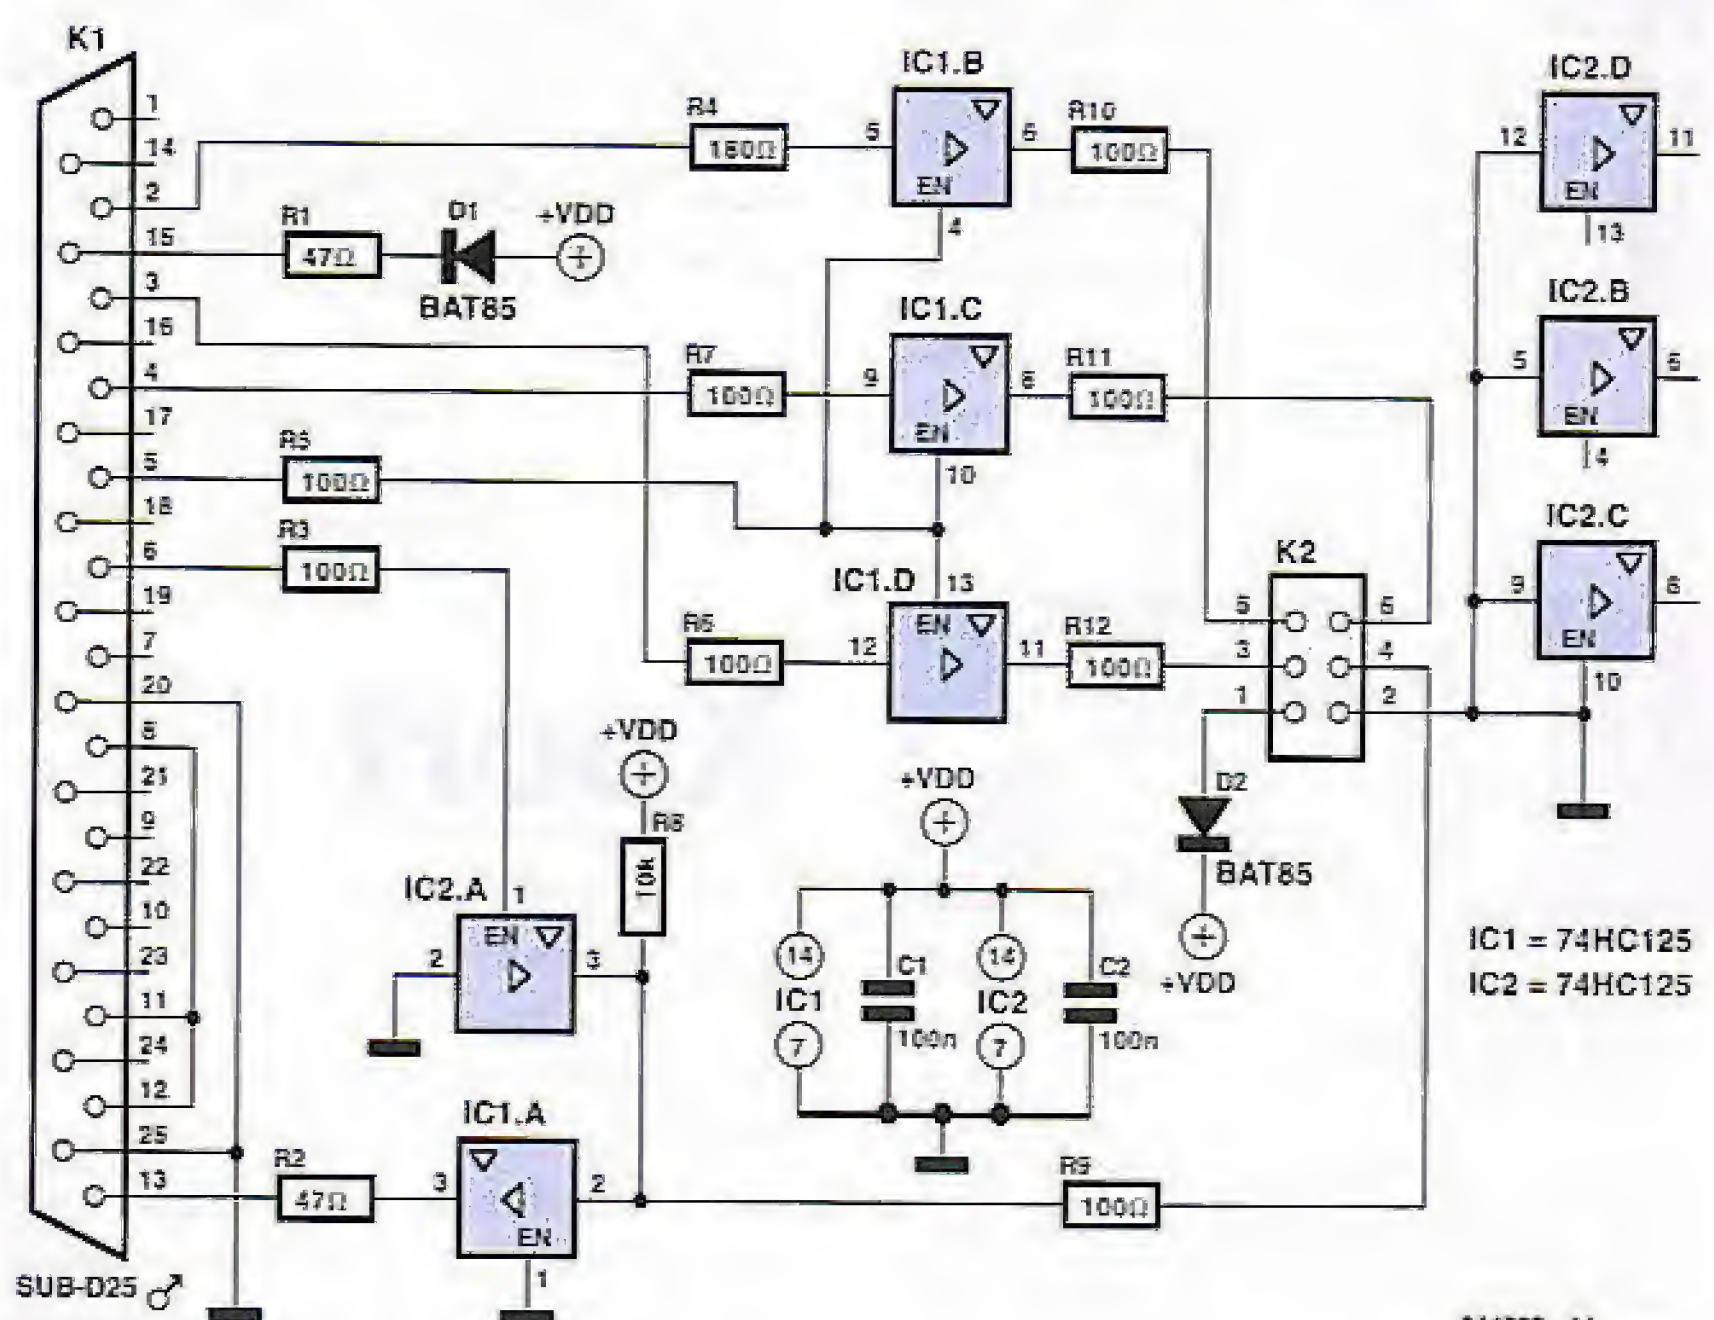 K1
1
14
2
15
3
16
4
17
5
18
6
19
7
20
8
21
9
22
10
23
11
24
12
25
13
SUB-D25
R1
47Ω
D1
BAT85
+VDD
R4
R7
100Ω
R5
100Ω
R3
100Ω
R6
100Ω
IC1.B
5
6
EN
4
R10
100Ω
IC1.C
9
8
EN
10
R11
100Ω
IC1.D
13
EN
12
11
R12
100Ω
K2
5
6
3
4
1
2
D2
BAT85
+VDD
IC2.D
12
11
EN
13
IC2.B
5
6
EN
4
IC2.C
9
8
EN
10
+VDD
R8
10k
IC2.A
1
EN
2
3
IC1.A
3
2
EN
1
R2
47Ω
R9
100Ω
+VDD
14
IC1
7
C1
100n
14
IC2
7
C2
100n
IC1 = 74HC125
IC2 = 74HC125